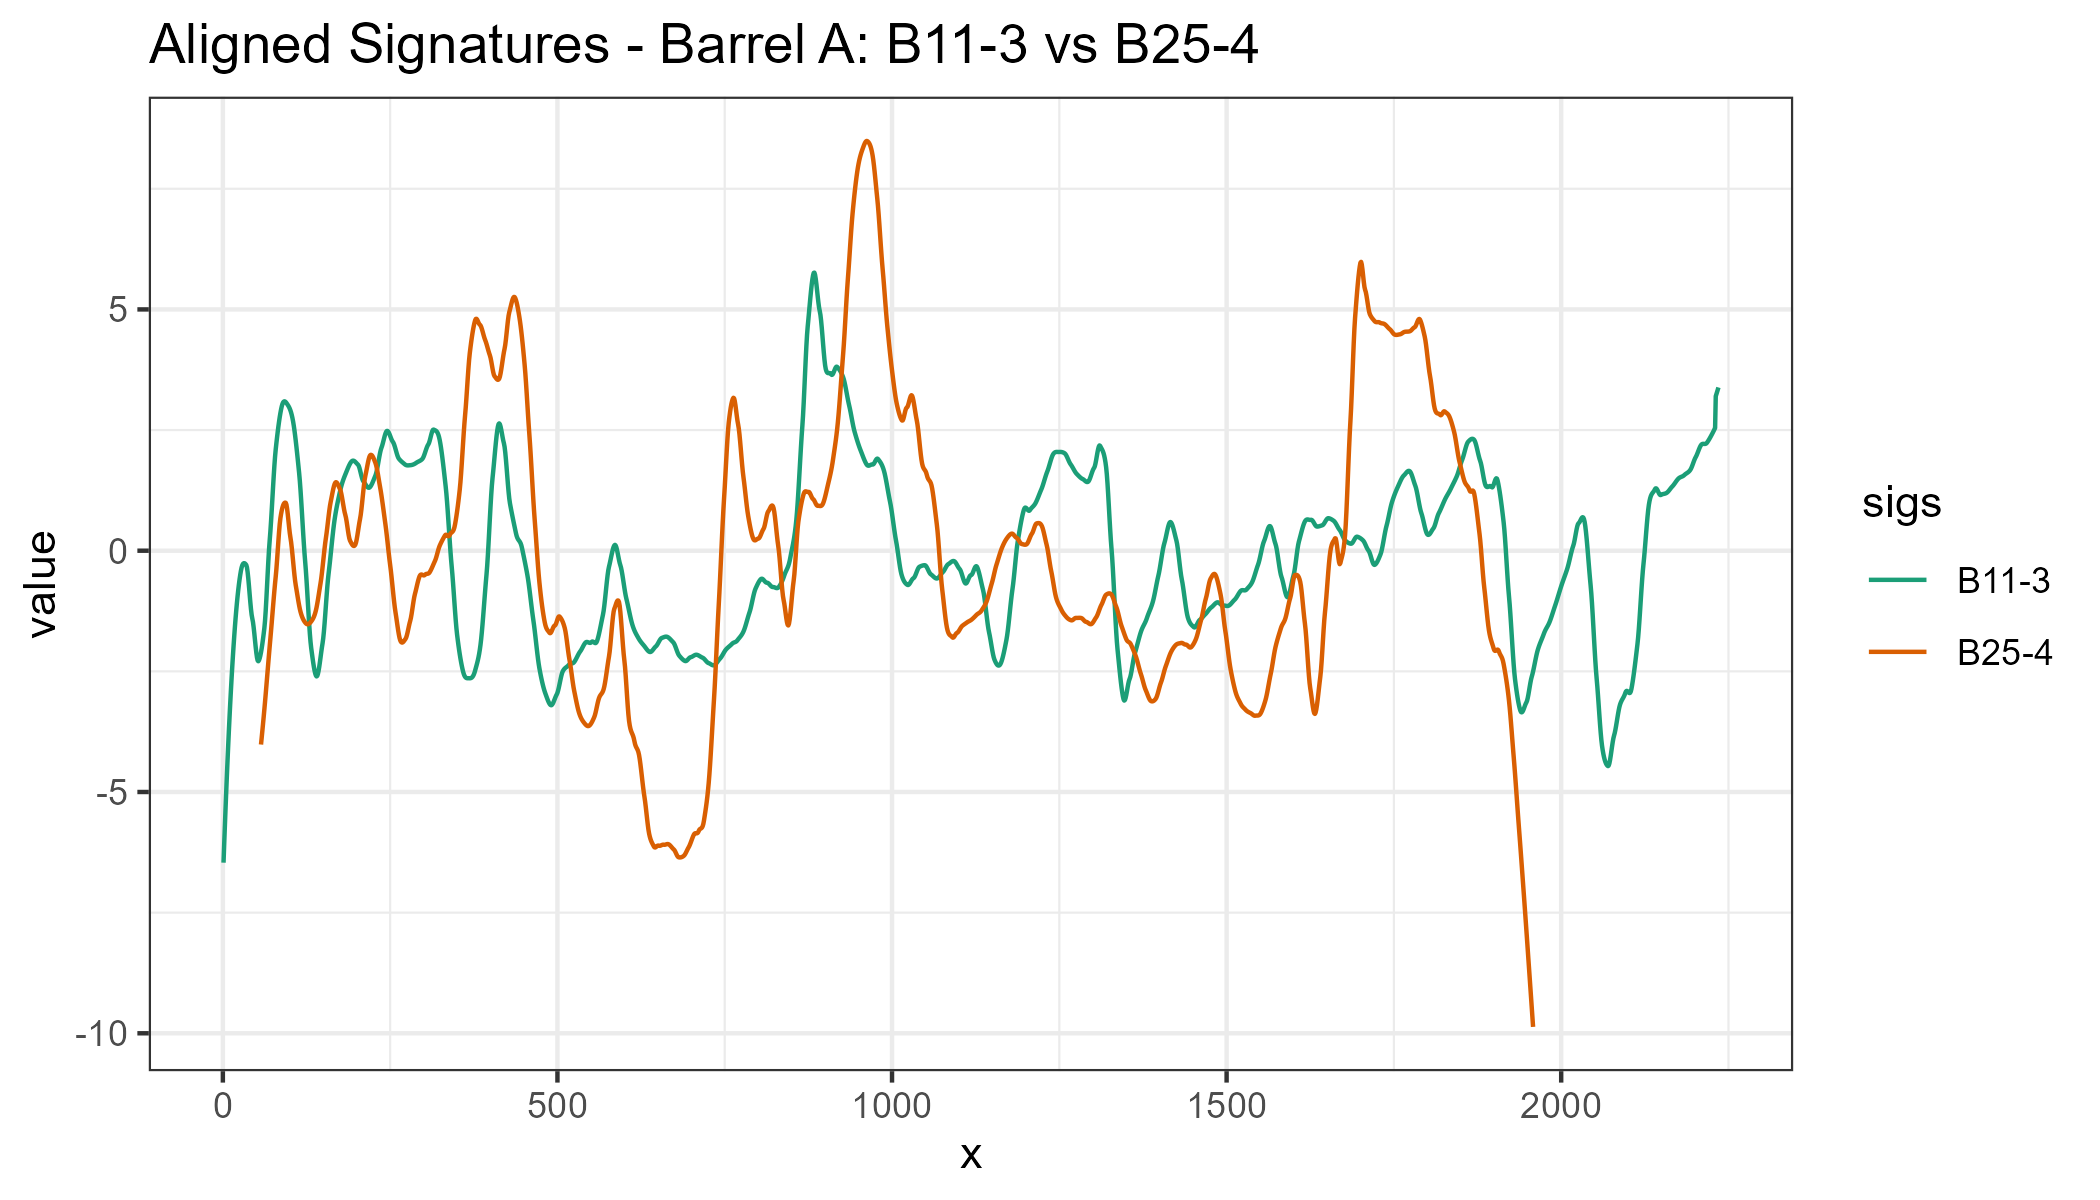 Aligned Signatures - Barrel A: B11-3 vs B25-4
value
5
0
-5
-10
0 500 1000 1500 2000
x
sigs
B11-3
B25-4